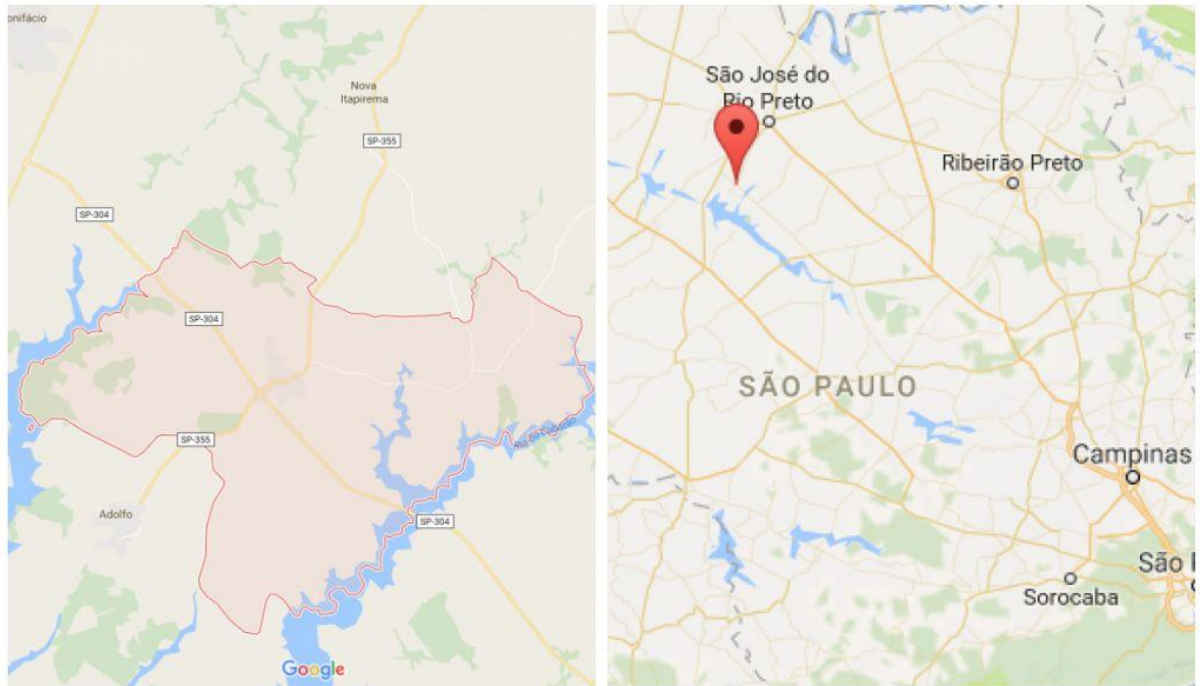 onifácio
Nova
Itapirema
SP-355
SP-304
SP-304
SP-355
Adolfo
SP-304
Google
São José do
Rio Preto
Ribeirão Preto
SÃO PAULO
Campinas
São
Sorocaba